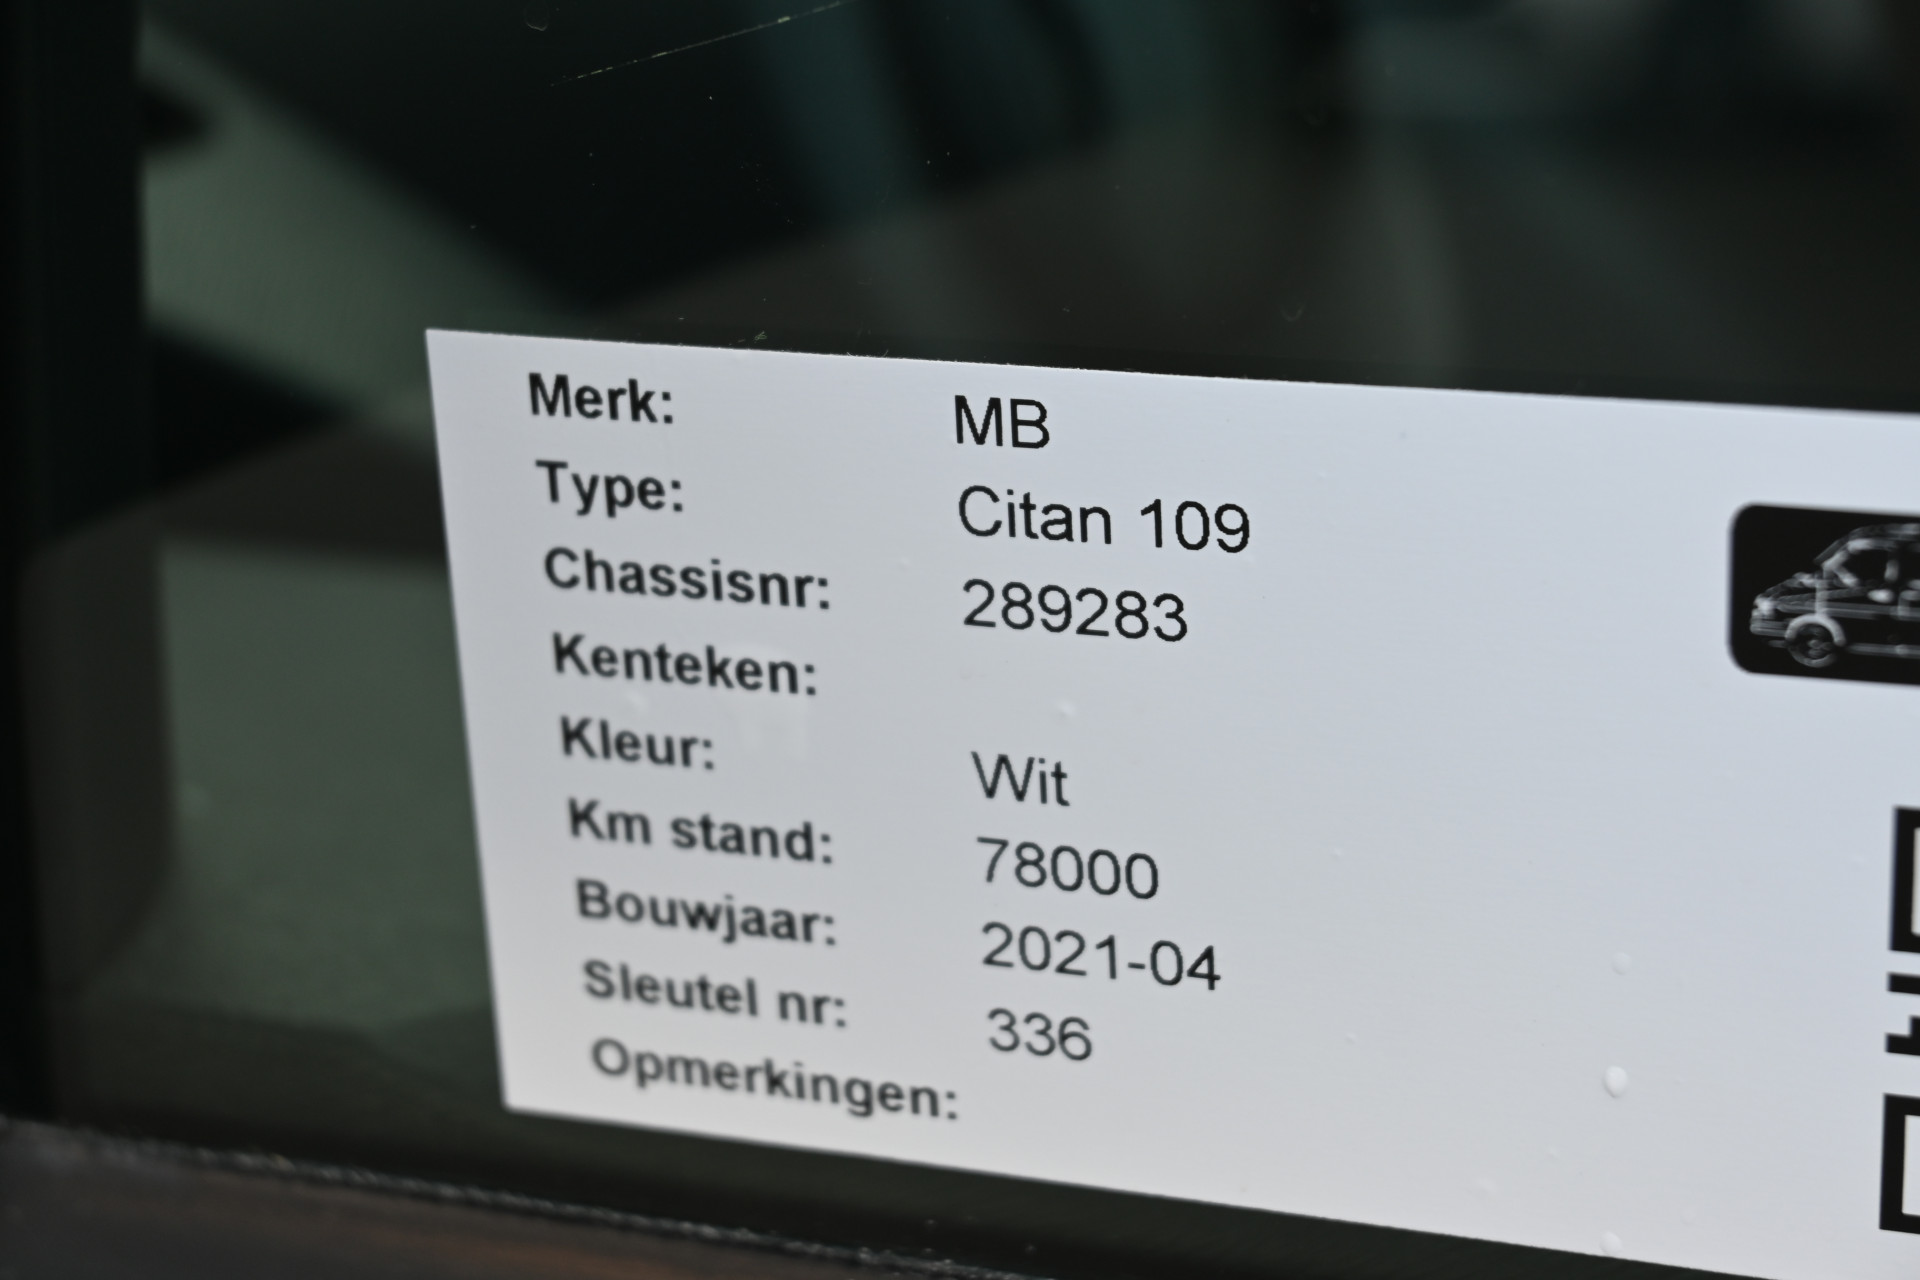 Merk: MB
Type: Citan 109
Chassisnr: 289283
Kenteken:
Kleur: Wit
Km stand: 78000
Bouwjaar: 2021-04
Sleutel nr: 336
Opmerkingen: